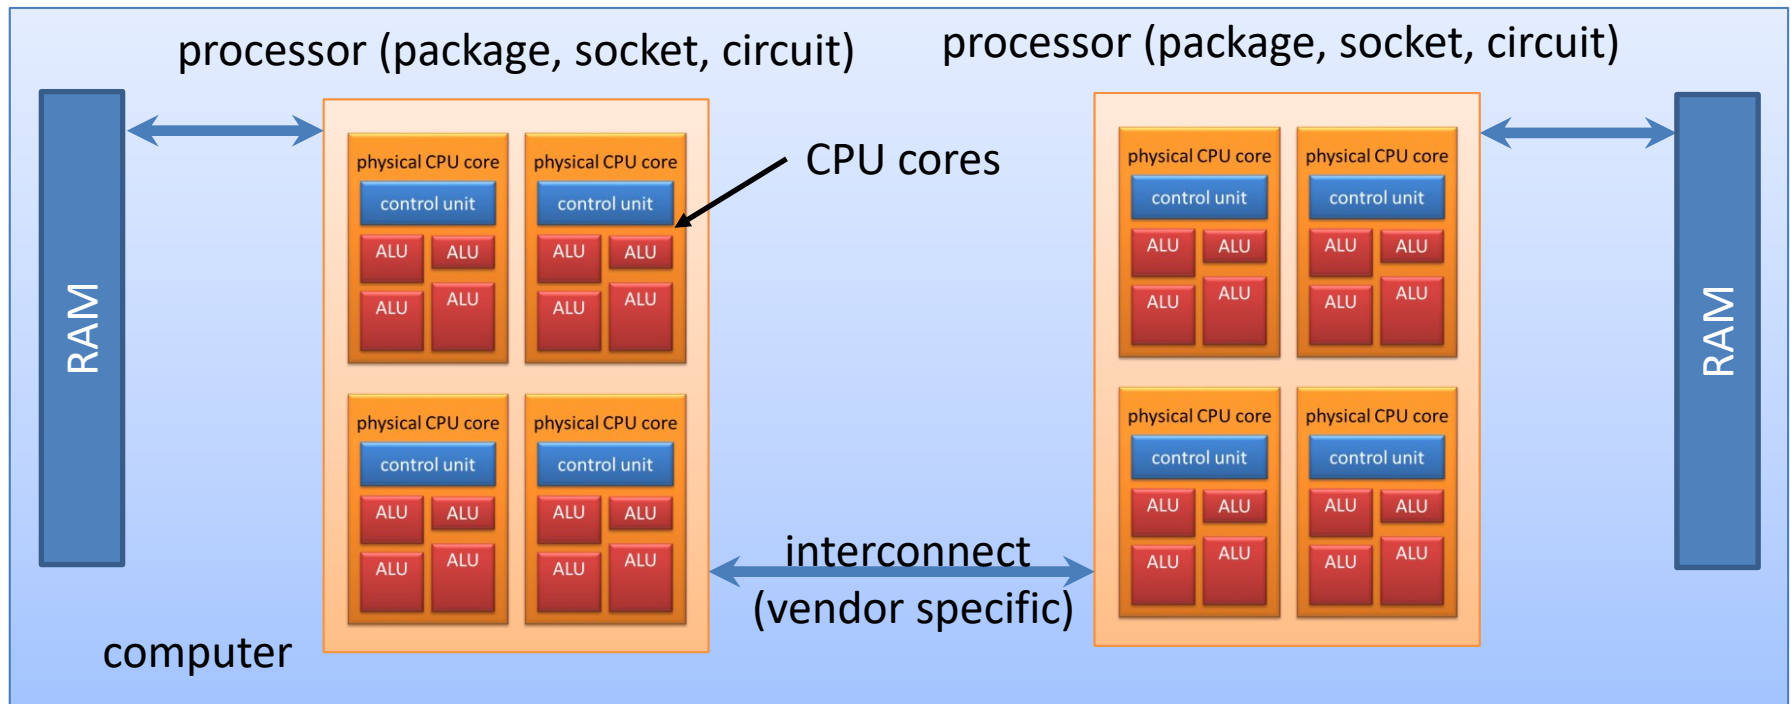 processor (package, socket, circuit)
processor (package, socket, circuit)
RAM
physical CPU core
control unit
ALU
ALU
ALU
ALU
physical CPU core
control unit
ALU
ALU
ALU
ALU
physical CPU core
control unit
ALU
ALU
ALU
ALU
physical CPU core
control unit
ALU
ALU
ALU
ALU
CPU cores
interconnect
(vendor specific)
physical CPU core
control unit
ALU
ALU
ALU
ALU
physical CPU core
control unit
ALU
ALU
ALU
ALU
physical CPU core
control unit
ALU
ALU
ALU
ALU
physical CPU core
control unit
ALU
ALU
ALU
ALU
RAM
computer